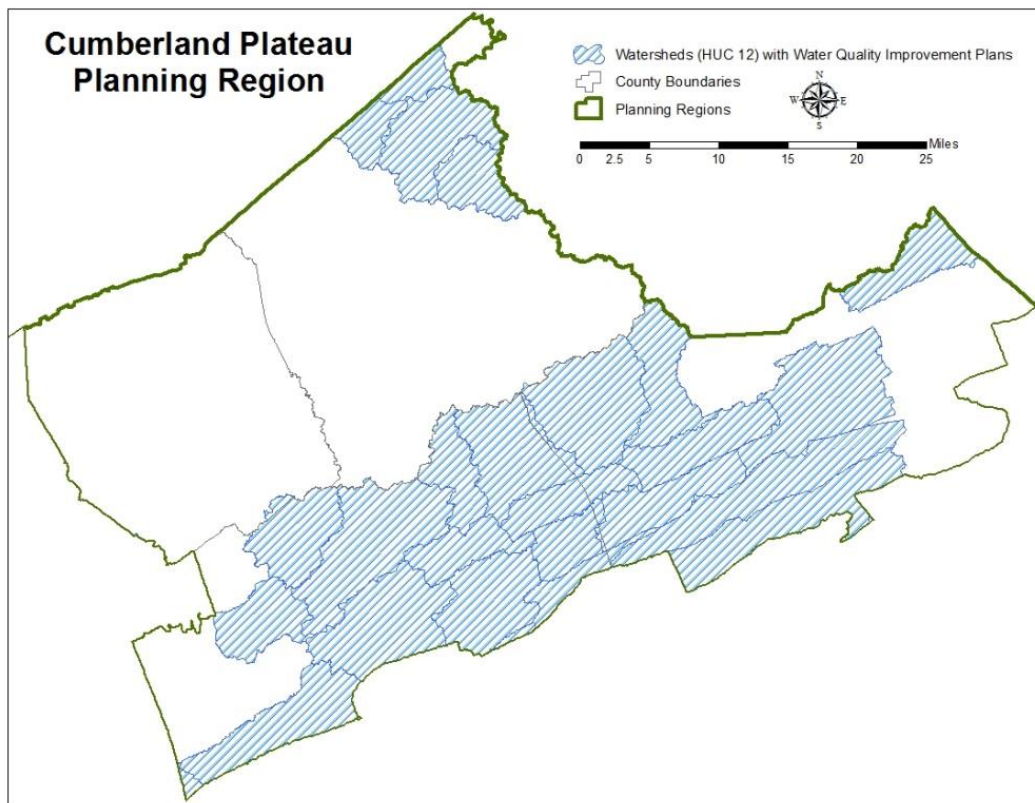 Cumberland Plateau
Planning Region
Watersheds (HUC 12) with Water Quality Improvement Plans
County Boundaries
Planning Regions
N
W E
S
Miles
0 2.5 5 10 15 20 25